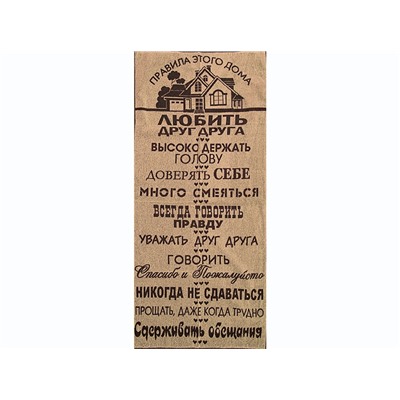 ПРАВИЛА ЭТОГО ДОМА
ЛЮБИТЬ
ДРУГ ДРУГА
ВЫСОКО ДЕРЖАТЬ
ГОЛОВУ
ДОВЕРЯТЬ СЕБЕ
МНОГО СМЕЯТЬСЯ
ВСЕГДА ГОВОРИТЬ
ПРАВДУ
УВАЖАТЬ ДРУГ ДРУГА
ГОВОРИТЬ
Спасибо и Пожалуйсто
НИКОГДА НЕ СДАВАТЬСЯ
ПРОЩАТЬ, ДАЖЕ КОГДА ТРУДНО
Сдерживать обещания